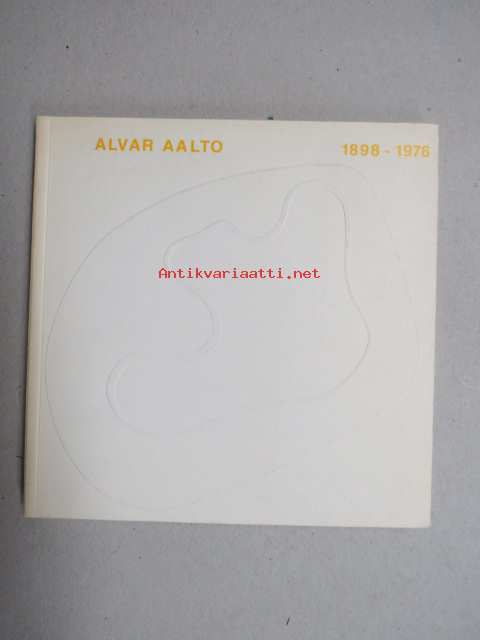 ALVAR AALTO 1898 - 1976
Antikvariaatti.net